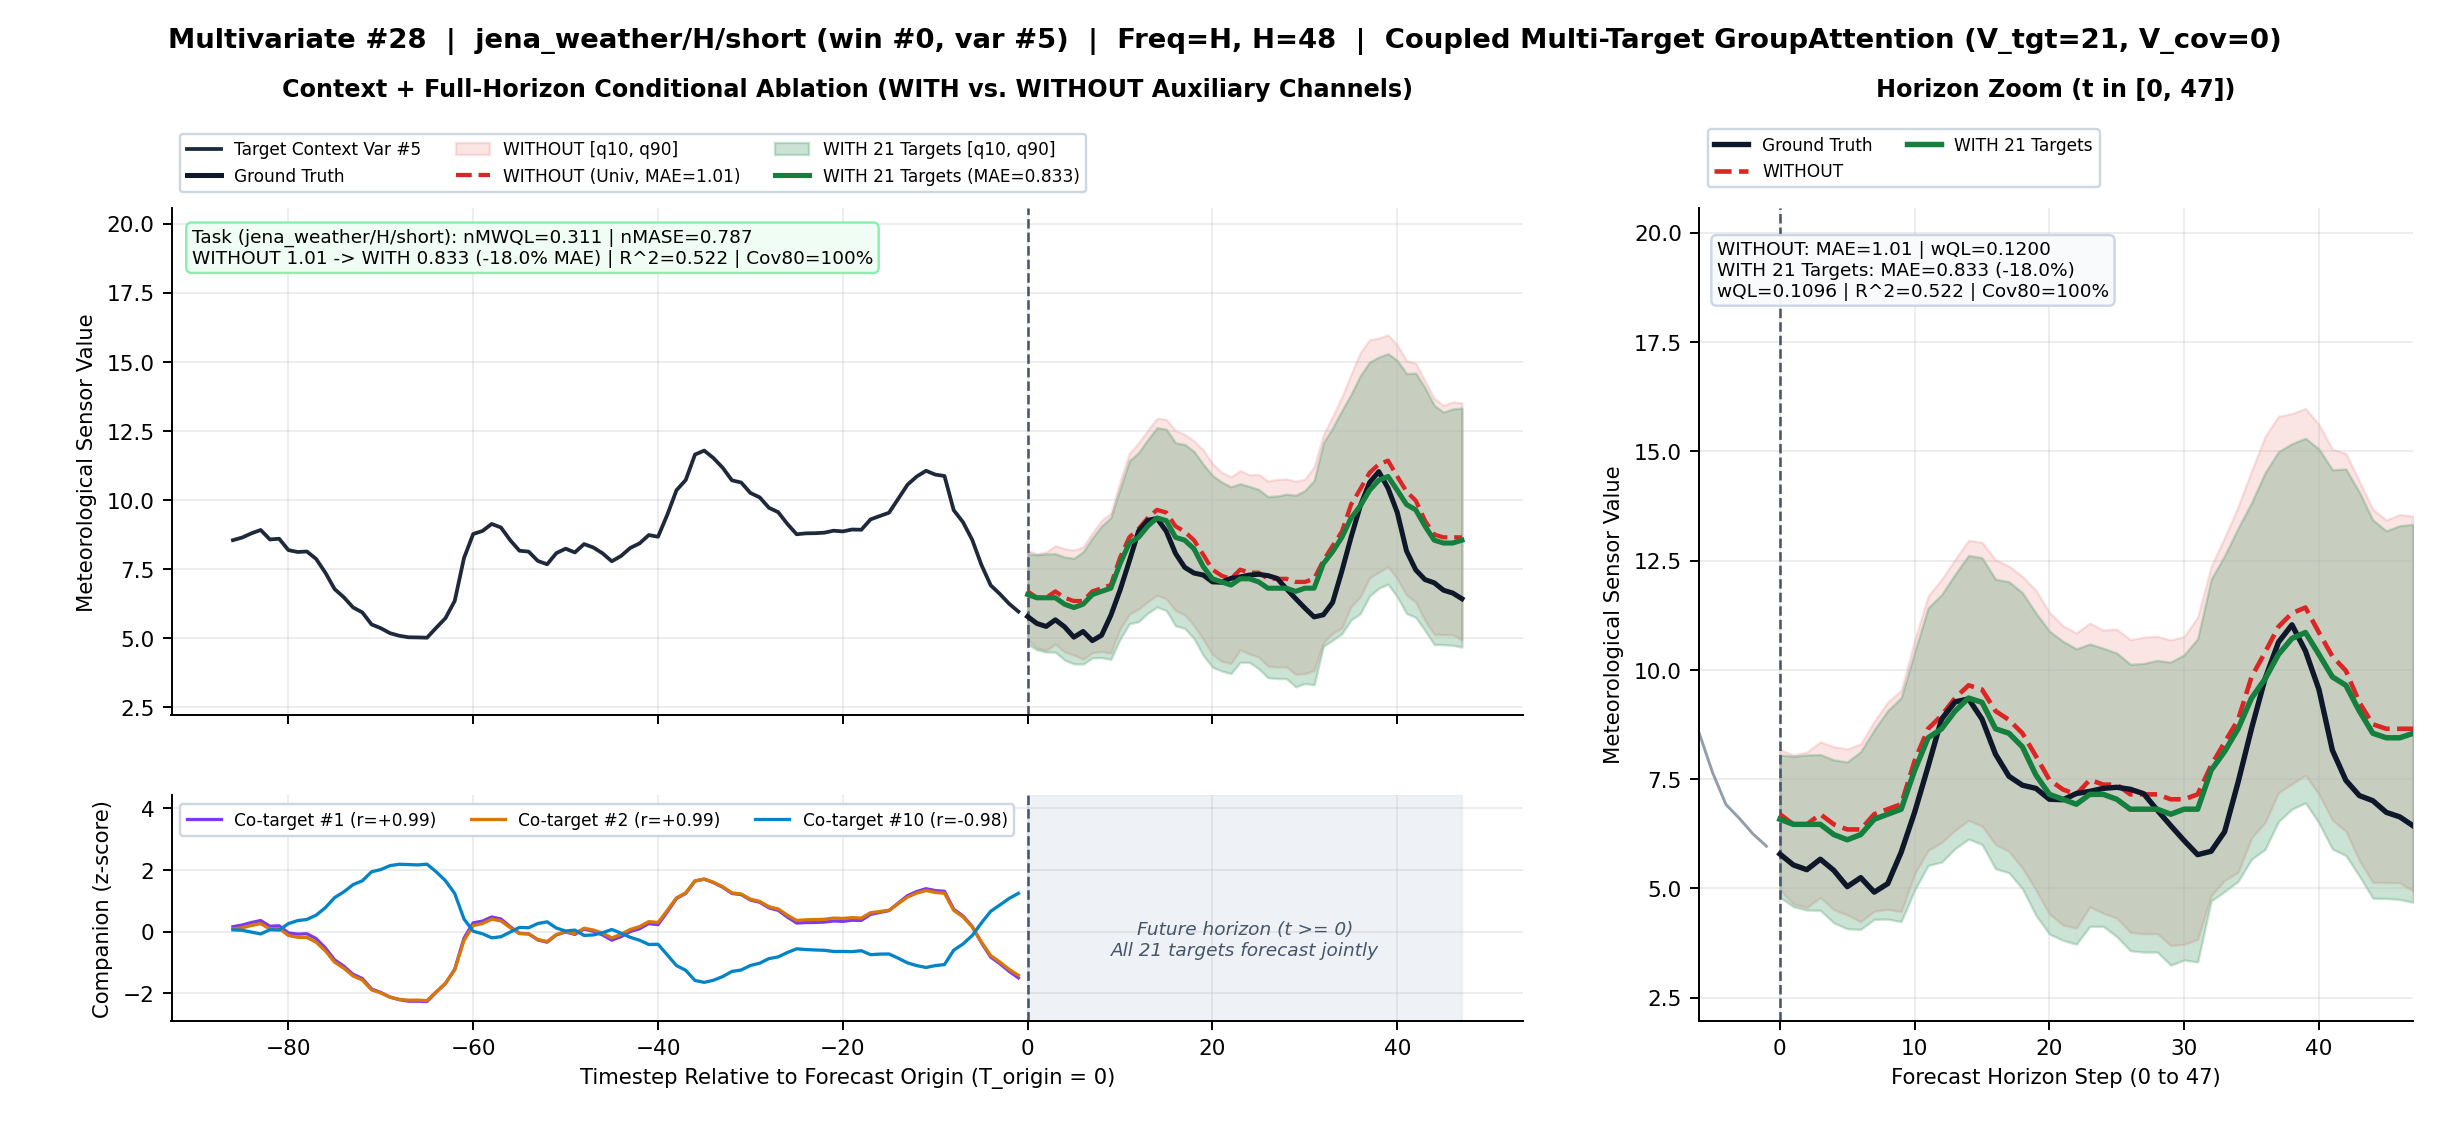 Multivariate #28 | jena_weather/H/short (win #0, var #5) | Freq=H, H=48 | Coupled Multi-Target GroupAttention (V_tgt=21, V_cov=0)
Context + Full-Horizon Conditional Ablation (WITH vs. WITHOUT Auxiliary Channels)
Target Context Var #5
Ground Truth
WITHOUT [q10, q90]
WITHOUT (Univ, MAE=1.01)
WITH 21 Targets [q10, q90]
WITH 21 Targets (MAE=0.833)
Task (jena_weather/H/short): nMWQL=0.311 | nMASE=0.787
WITHOUT 1.01 -> WITH 0.833 (-18.0% MAE) | R^2=0.522 | Cov80=100%
Meteorological Sensor Value
20.0
17.5
15.0
12.5
10.0
7.5
5.0
2.5
Co-target #1 (r=+0.99)
Co-target #2 (r=+0.99)
Co-target #10 (r=-0.98)
Companion (z-score)
4
2
0
−2
Future horizon (t >= 0)
All 21 targets forecast jointly
−80
−60
−40
−20
0
20
40
Timestep Relative to Forecast Origin (T_origin = 0)
Horizon Zoom (t in [0, 47])
Ground Truth
WITHOUT
WITH 21 Targets
WITHOUT: MAE=1.01 | wQL=0.1200
WITH 21 Targets: MAE=0.833 (-18.0%)
wQL=0.1096 | R^2=0.522 | Cov80=100%
Meteorological Sensor Value
20.0
17.5
15.0
12.5
10.0
7.5
5.0
2.5
0
10
20
30
40
Forecast Horizon Step (0 to 47)